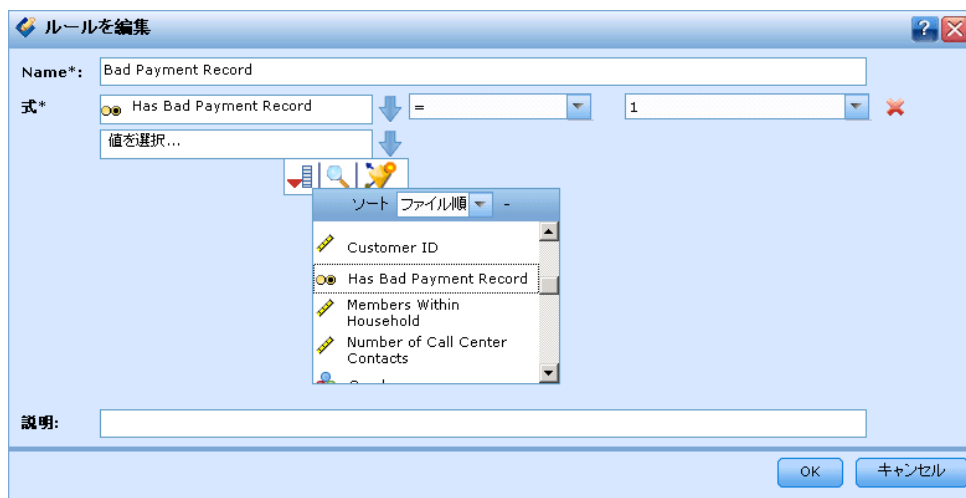 ルールを編集
?
Name*: Bad Payment Record
式* Has Bad Payment Record = 1
値を選択...
ソート ファイル順 -
Customer ID
Has Bad Payment Record
Members Within
Household
Number of Call Center
Contacts
説明:
OK キャンセル